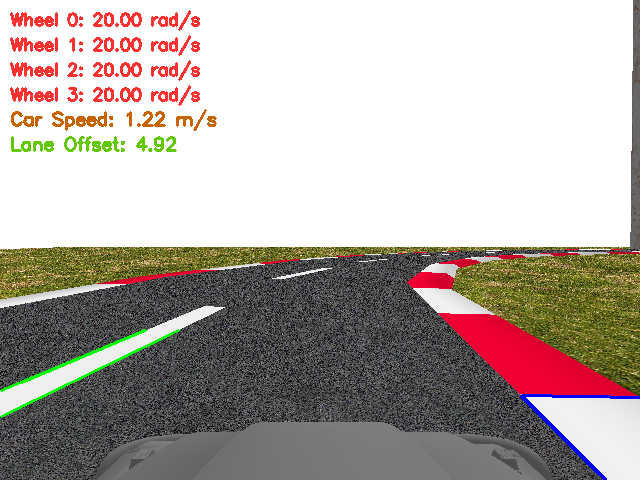 Wheel 0: 20.00 rad/s
Wheel 1: 20.00 rad/s
Wheel 2: 20.00 rad/s
Wheel 3: 20.00 rad/s
Car Speed: 1.22 m/s
Lane Offset: 4.92